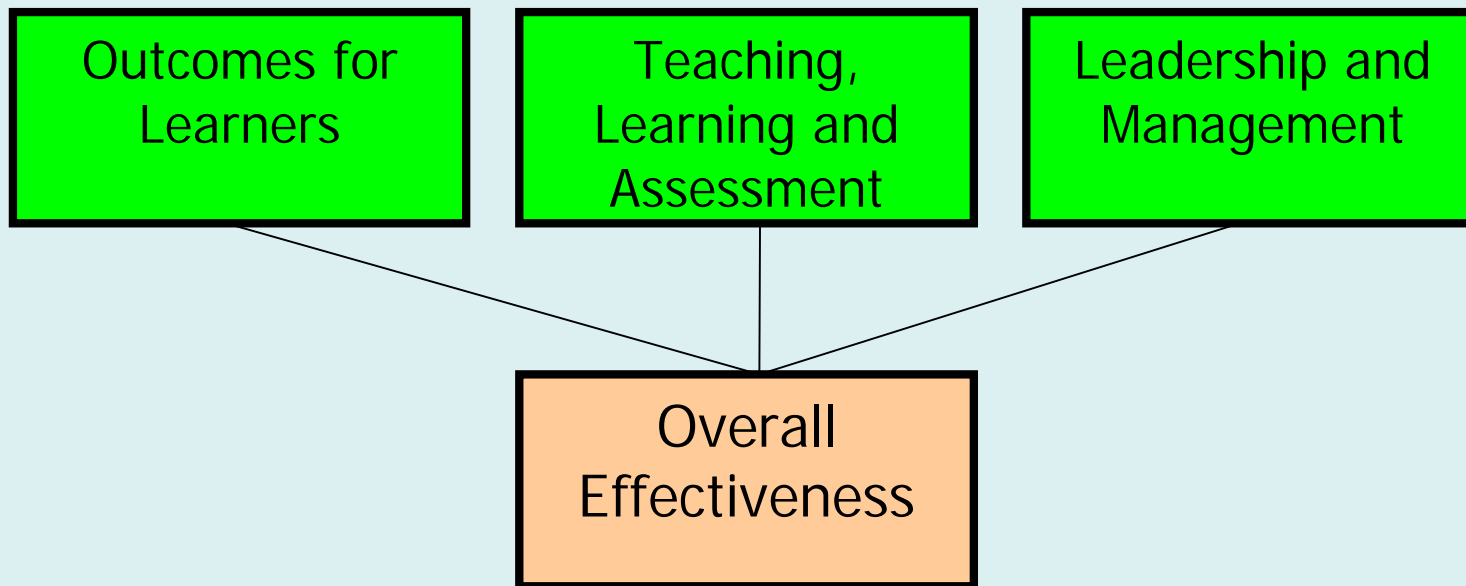 Outcomes for
Learners
Teaching,
Learning and
Assessment
Leadership and
Management
Overall
Effectiveness